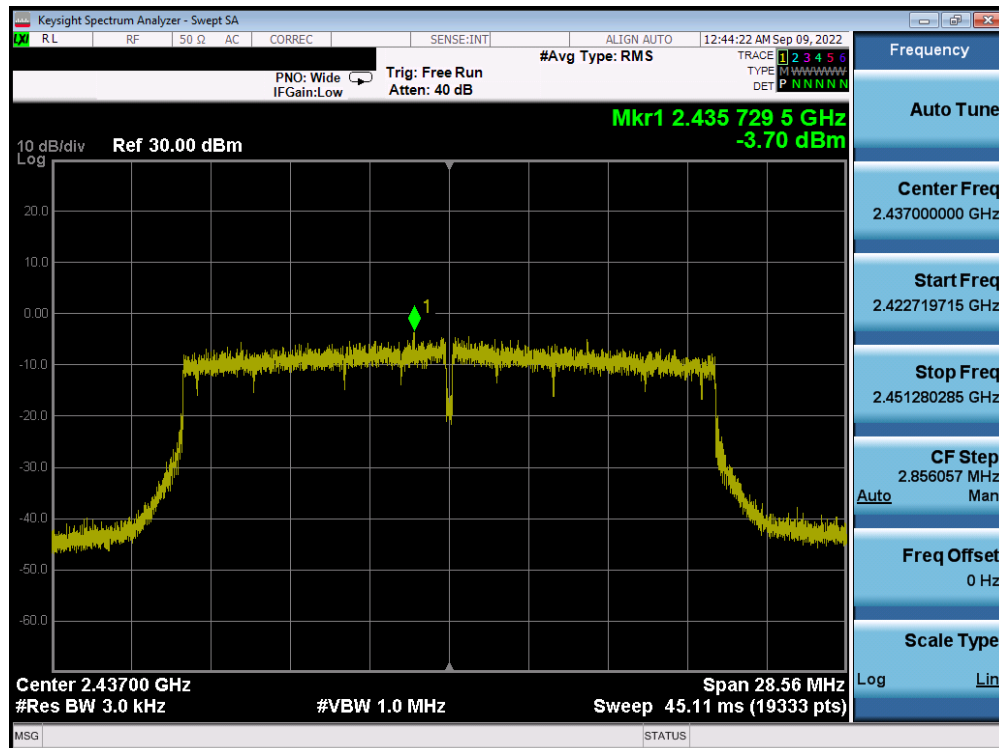 Keysight Spectrum Analyzer - Swept SA
LXI RL RF 50 Ω AC CORREC SENSE:INT ALIGN AUTO 12:44:22 AM Sep 09, 2022
#Avg Type: RMS
TRACE 1 2 3 4 5 6
TYPE M WWWWW
DET P N N N N N
PNO: Wide
IFGain:Low
Trig: Free Run
Atten: 40 dB
Mkr1 2.435 729 5 GHz
-3.70 dBm
10 dB/div
Log
Ref 30.00 dBm
20.0
10.0
0.00
-10.0
-20.0
-30.0
-40.0
-50.0
-60.0
1
Center 2.43700 GHz
Span 28.56 MHz
#Res BW 3.0 kHz
#VBW 1.0 MHz
Sweep 45.11 ms (19333 pts)
MSG
STATUS
Frequency
Auto Tune
Center Freq
2.437000000 GHz
Start Freq
2.422719715 GHz
Stop Freq
2.451280285 GHz
CF Step
2.856057 MHz
Auto Man
Freq Offset
0 Hz
Scale Type
Log Lin